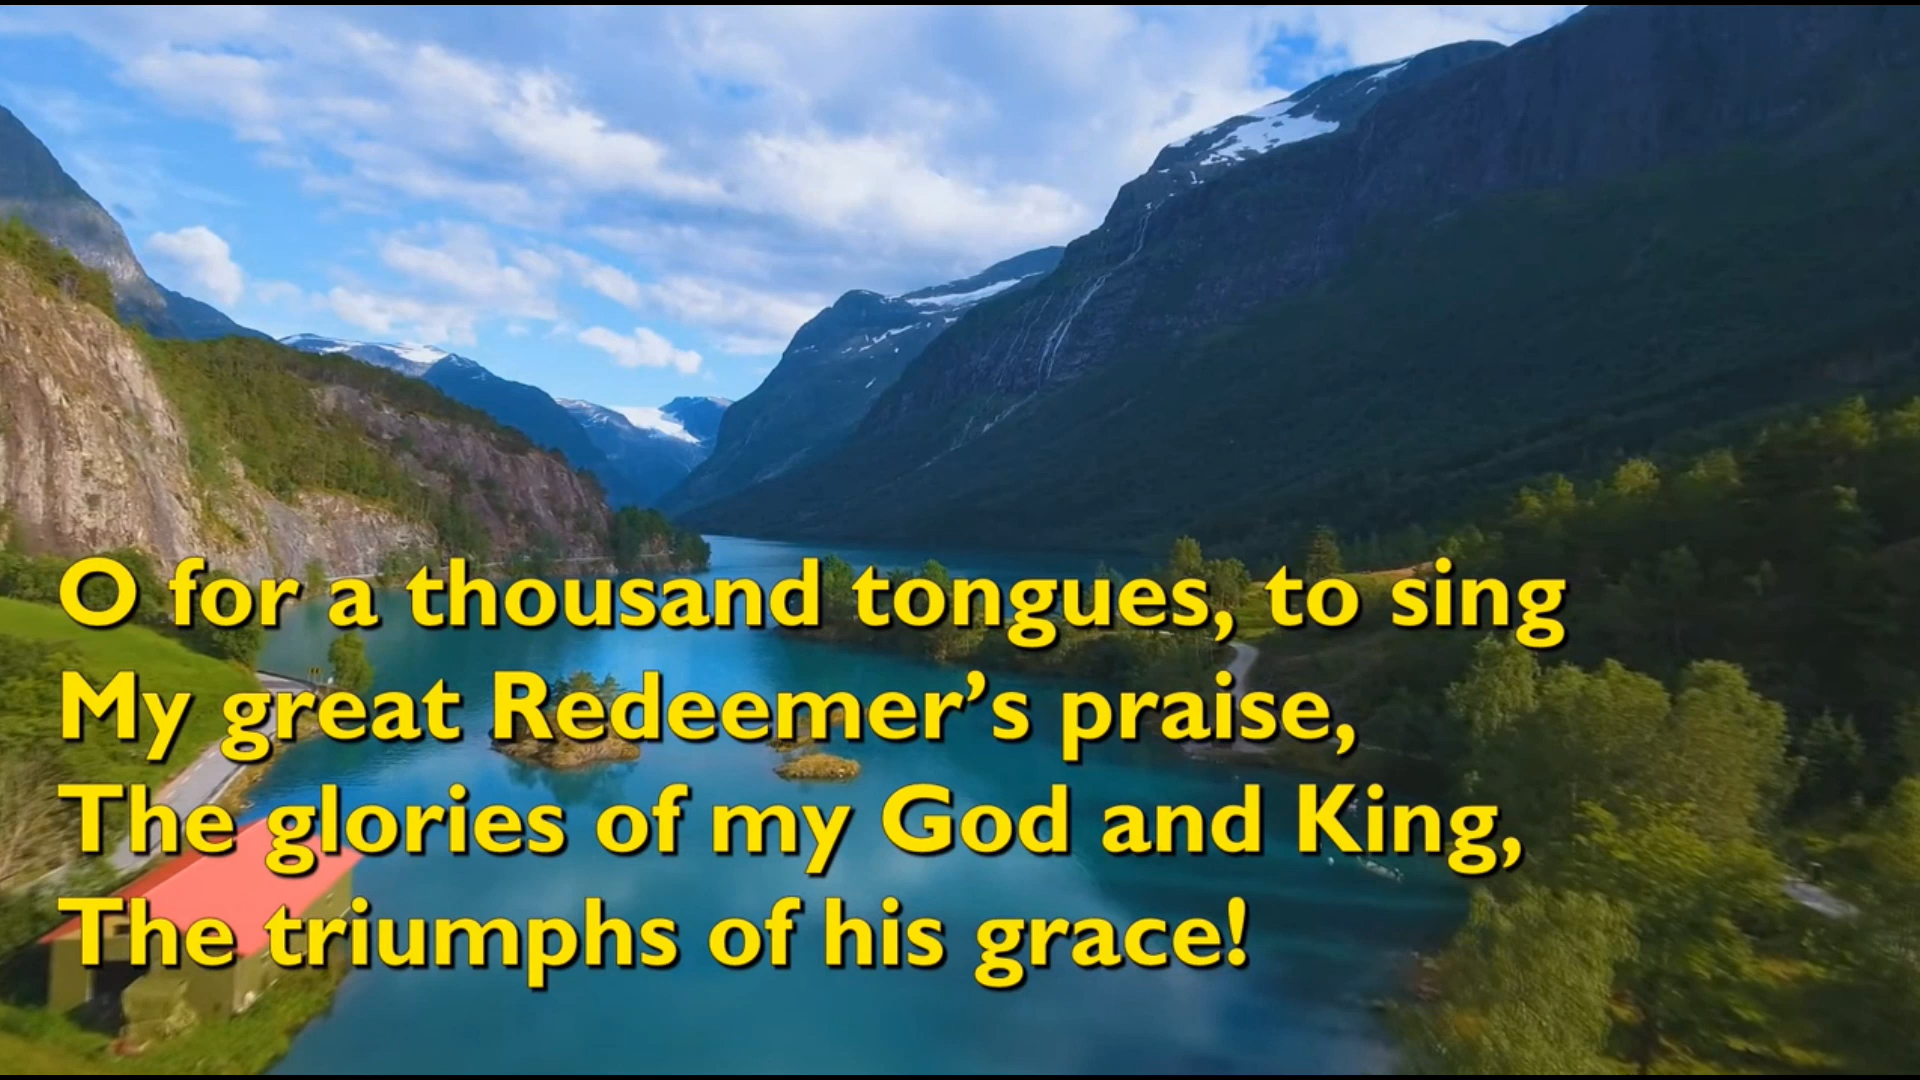 O for a thousand tongues, to sing
My great Redeemer’s praise,
The glories of my God and King,
The triumphs of his grace!